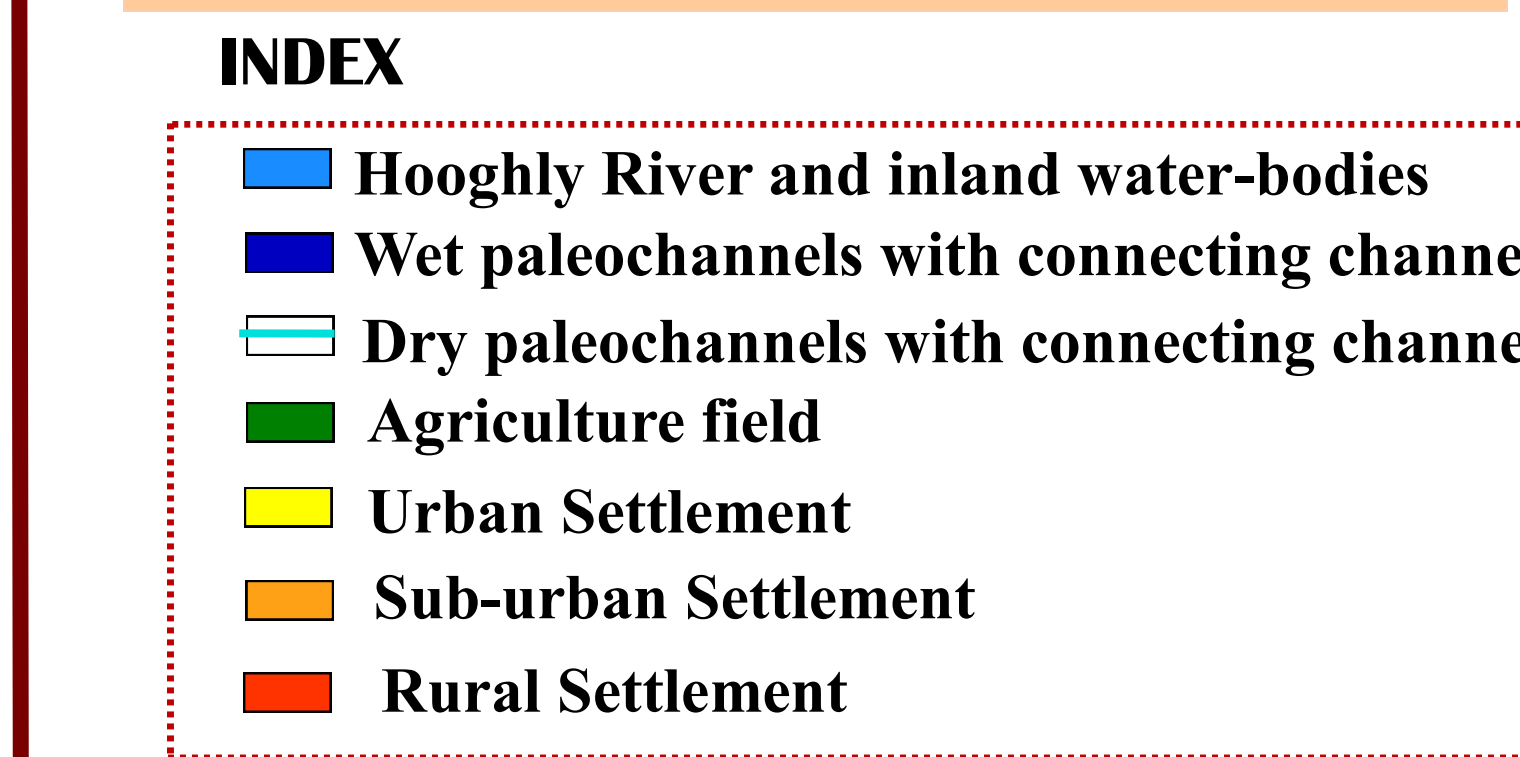 INDEX
Hooghly River and inland water-bodies
Wet paleochannels with connecting channe
Dry paleochannels with connecting channe
Agriculture field
Urban Settlement
Sub-urban Settlement
Rural Settlement